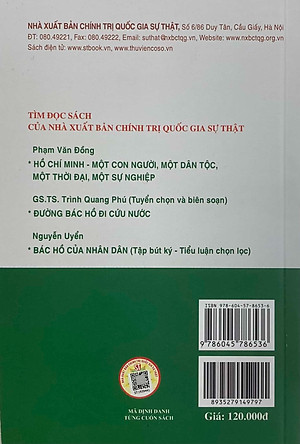 NHÀ XUẤT BẢN CHÍNH TRỊ QUỐC GIA SỰ THẬT, Số 6/86 Duy Tân, Cầu Giấy, Hà Nội
ĐT: 080.49221, Fax: 080.49222, Email: suthat@nxbctqg.vn, Website: www.nxbctqg.org.vn
Sách điện tử: www.stbook.vn, www.thuviencoso.vn
TÌM ĐỌC SÁCH
CỦA NHÀ XUẤT BẢN CHÍNH TRỊ QUỐC GIA SỰ THẬT
Phạm Văn Đồng
* HỒ CHÍ MINH - MỘT CON NGƯỜI, MỘT DÂN TỘC,
MỘT THỜI ĐẠI, MỘT SỰ NGHIỆP
GS.TS. Trình Quang Phú (Tuyển chọn và biên soạn)
* ĐƯỜNG BÁC HỒ ĐI CỨU NƯỚC
Nguyên Uyển
* BÁC HỒ CỦA NHÂN DÂN (Tập bút ký - Tiểu luận chọn lọc)
ISBN 978-604-57-8653-6
9 786045 786536
8935279149797
MÃ ĐỊNH DANH
TỪNG CUỐN SÁCH
Giá: 120.000đ